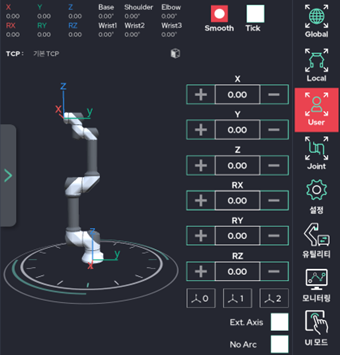 X Y Z Base Shoulder Elbow
0.00 0.00 0.00 0.00° 0.00° 0.00°
RX RY RZ Wrist1 Wrist2 Wrist3
0.00 0.00 0.00 0.00° 0.00° 0.00°
Smooth Tick
Global
TCP : 기본 TCP
Local
X
+ 0.00 −
User
Y
+ 0.00 −
Z
+ 0.00 −
Joint
RX
+ 0.00 −
설정
RY
+ 0.00 −
유틸리티
RZ
+ 0.00 −
모니터링
0 1 2
Ext. Axis
No Arc
UI 모드
Z
X Y
Z
Y
X